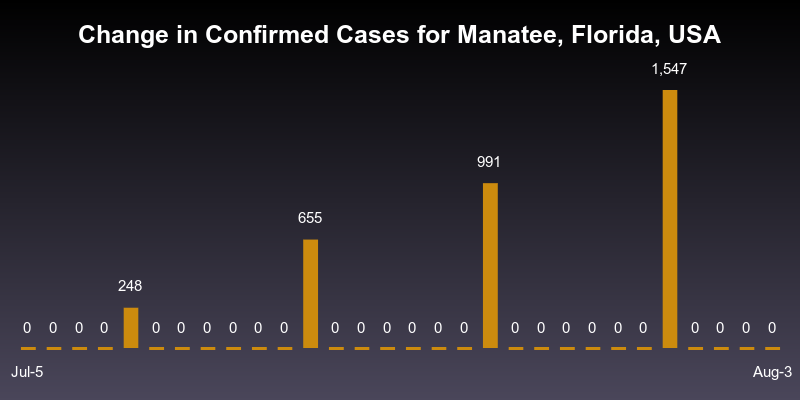 Change in Confirmed Cases for Manatee, Florida, USA
1,547
991
655
248
0 0 0 0 0 0 0 0 0 0 0 0 0 0 0 0 0 0 0 0 0 0 0 0 0 0
Jul-5 Aug-3